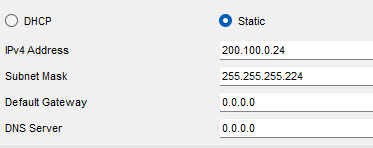 DHCP Static
IPv4 Address 200.100.0.24
Subnet Mask 255.255.255.224
Default Gateway 0.0.0.0
DNS Server 0.0.0.0